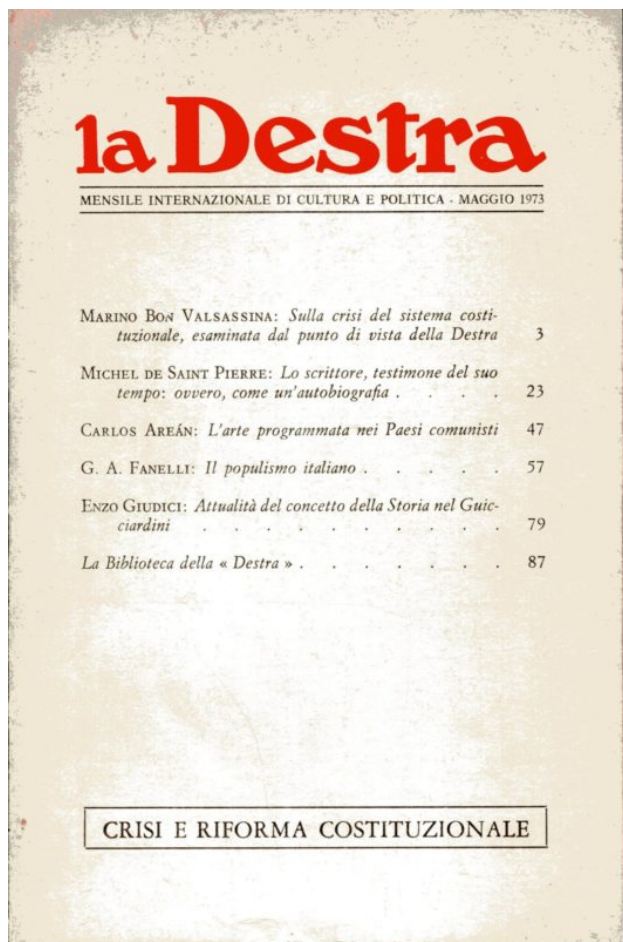 la Destra
MENSILE INTERNAZIONALE DI CULTURA E POLITICA - MAGGIO 1973
MARINO BON VALSASSINA: Sulla crisi del sistema costi-
tuzionale, esaminata dal punto di vista della Destra 3
MICHEL DE SAINT PIERRE: Lo scrittore, testimone del suo
tempo: ovvero, come un'autobiografia . . . . 23
CARLOS AREÁN: L'arte programmata nei Paesi comunisti 47
G. A. FANELLI: Il populismo italiano . . . . . 57
ENZO GIUDICI: Attualità del concetto della Storia nel Guic-
ciardini . . . . . . . . . . 79
La Biblioteca della « Destra » . . . . . . . 87
CRISI E RIFORMA COSTITUZIONALE